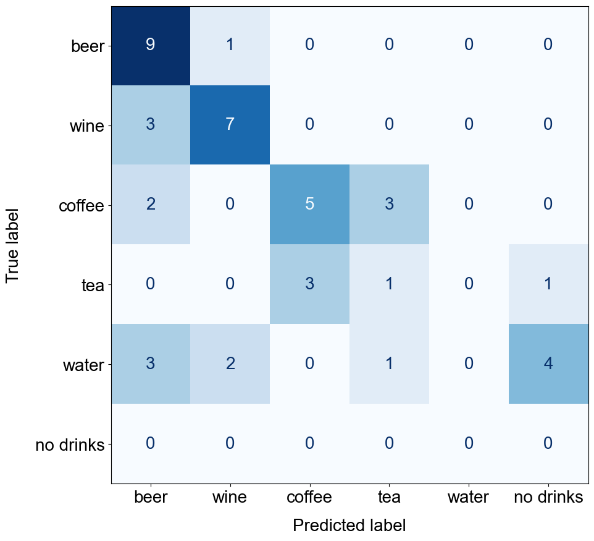 True label
beer 9 1 0 0 0 0
wine 3 7 0 0 0 0
coffee 2 0 5 3 0 0
tea 0 0 3 1 0 1
water 3 2 0 1 0 4
no drinks 0 0 0 0 0 0
beer wine coffee tea water no drinks
Predicted label